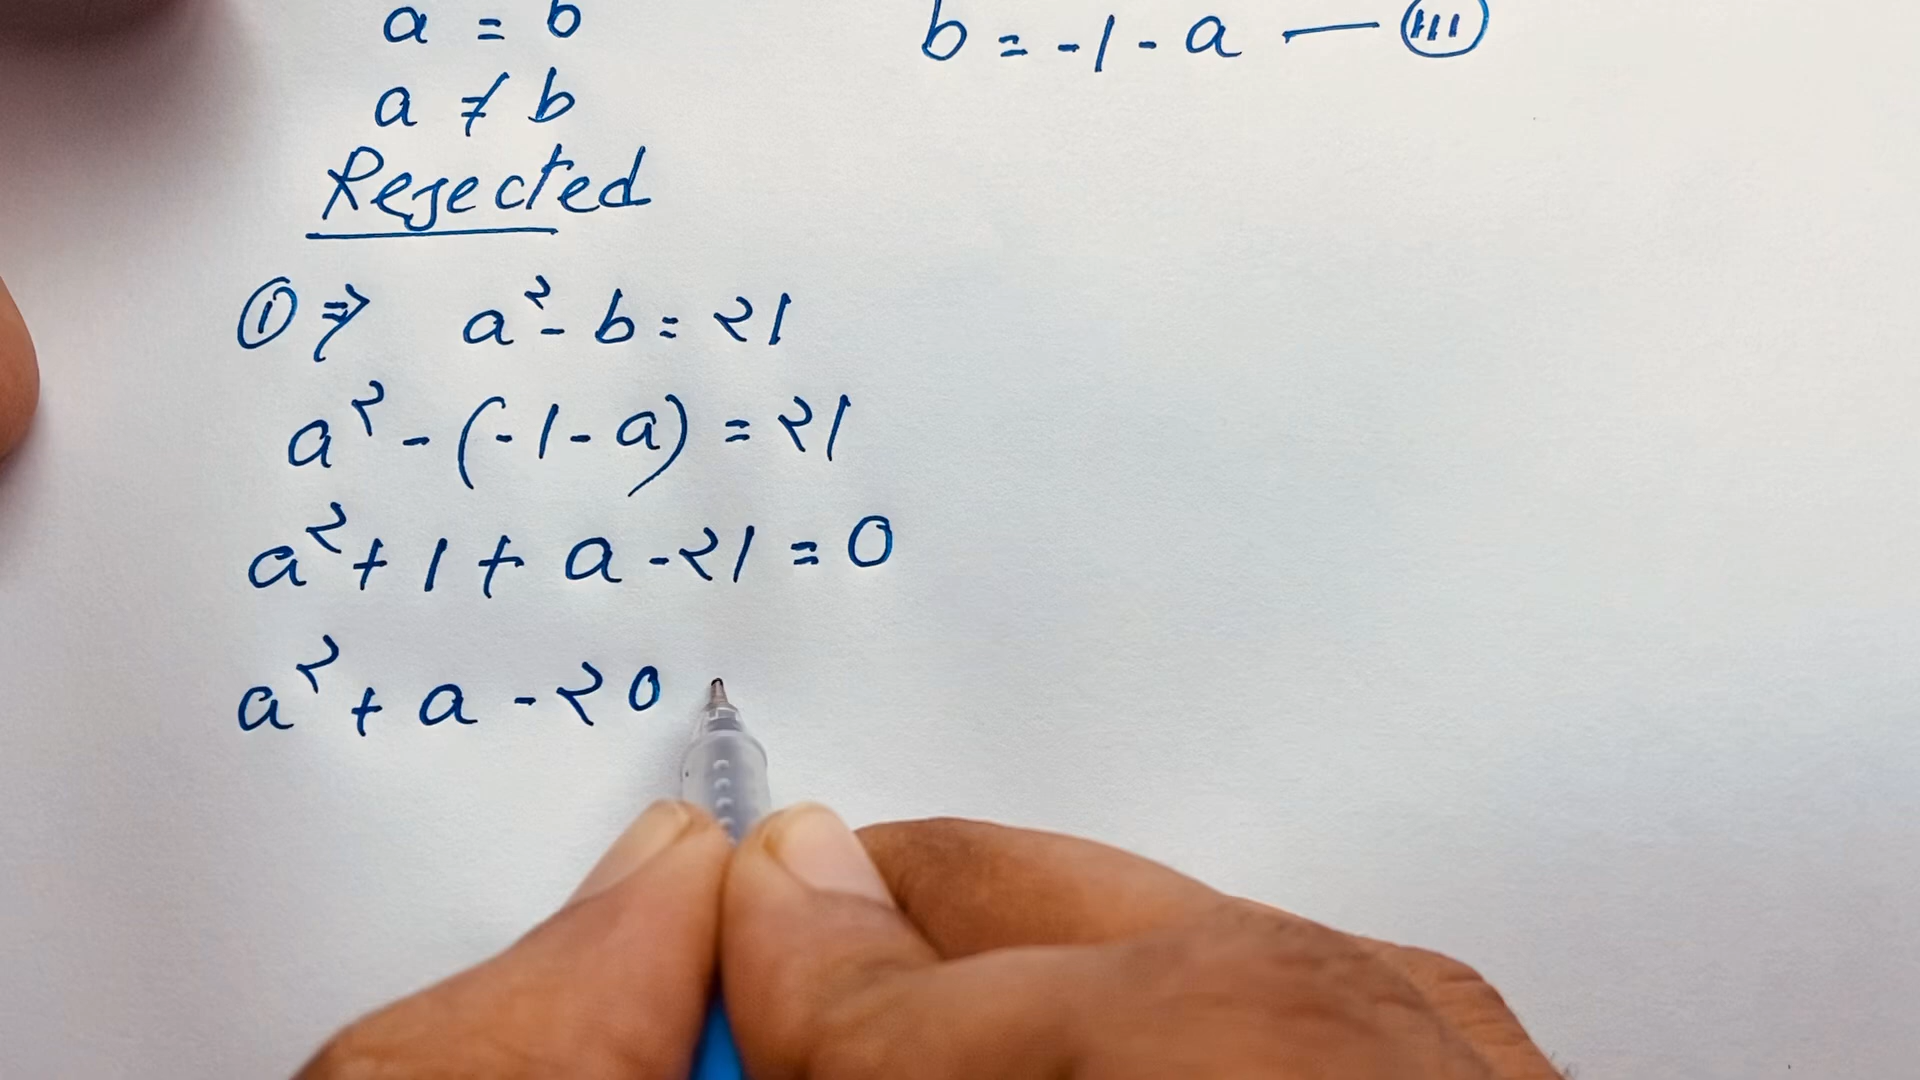 a = b
b = -1 - a — (III)
a ≠ b
Rejected
① ⇒ a² - b = 21
a² - (-1 - a) = 21
a² + 1 + a - 21 = 0
a² + a - 20